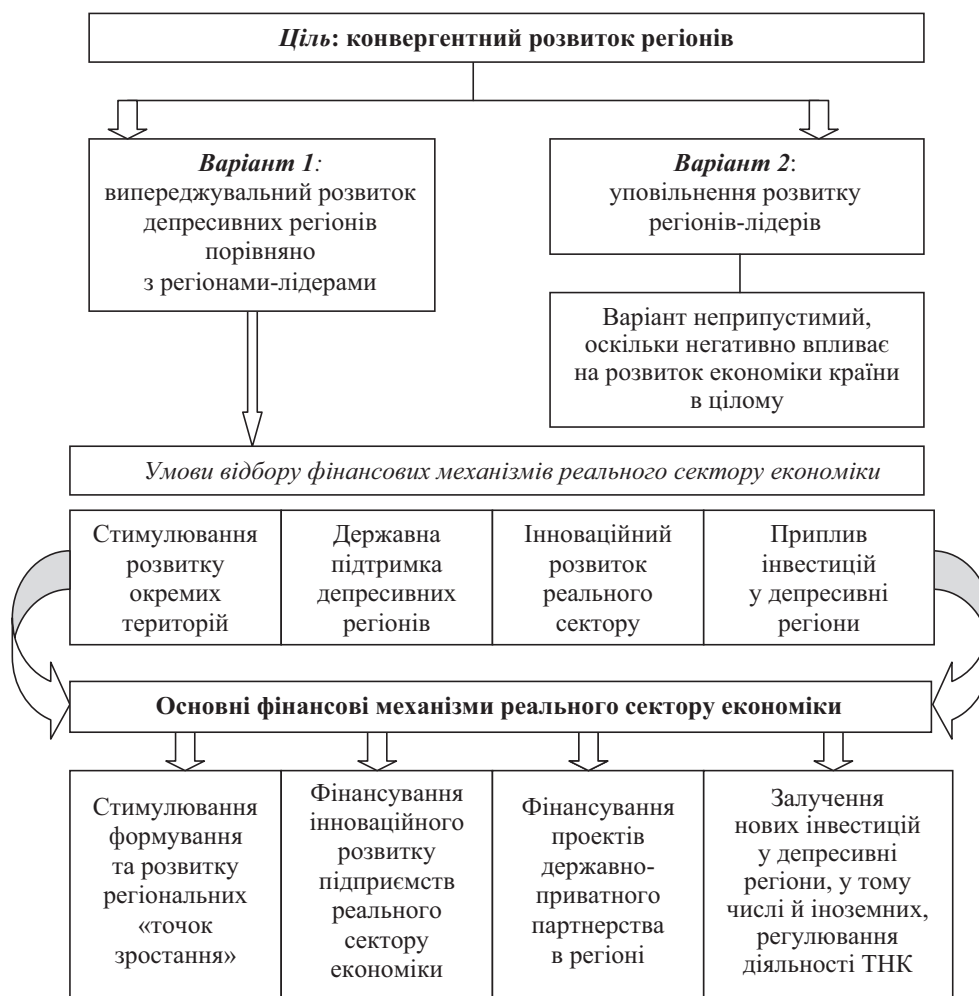 Ціль: конвергентний розвиток регіонів
Варіант 1:
випереджувальний розвиток
депресивних регіонів
порівняно
з регіонами-лідерами
Варіант 2:
уповільнення розвитку
регіонів-лідерів
Варіант неприпустимий,
оскільки негативно впливає
на розвиток економіки країни
в цілому
Умови відбору фінансових механізмів реального сектору економіки
Стимулювання
розвитку
окремих
територій
Державна
підтримка
депресивних
регіонів
Інноваційний
розвиток
реального
сектору
Приплив
інвестицій
у депресивні
регіони
Основні фінансові механізми реального сектору економіки
Стимулювання
формування
та розвитку
регіональних
«точок
зростання»
Фінансування
інноваційного
розвитку
підприємств
реального
сектору
економіки
Фінансування
проектів
державно-
приватного
партнерства
в регіоні
Залучення
нових інвестицій
у депресивні
регіони, у тому
числі й іноземних,
регулювання
діяльності ТНК